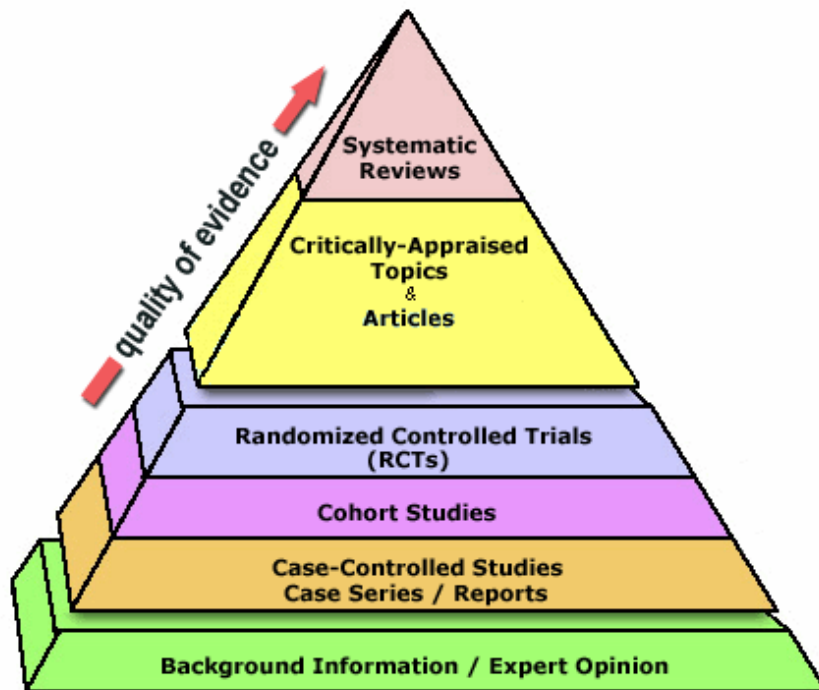 quality of evidence
Systematic
Reviews
Critically-Appraised
Topics
&
Articles
Randomized Controlled Trials
(RCTs)
Cohort Studies
Case-Controlled Studies
Case Series / Reports
Background Information / Expert Opinion